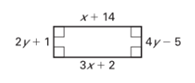 x + 14
2y + 1
4y − 5
3x + 2